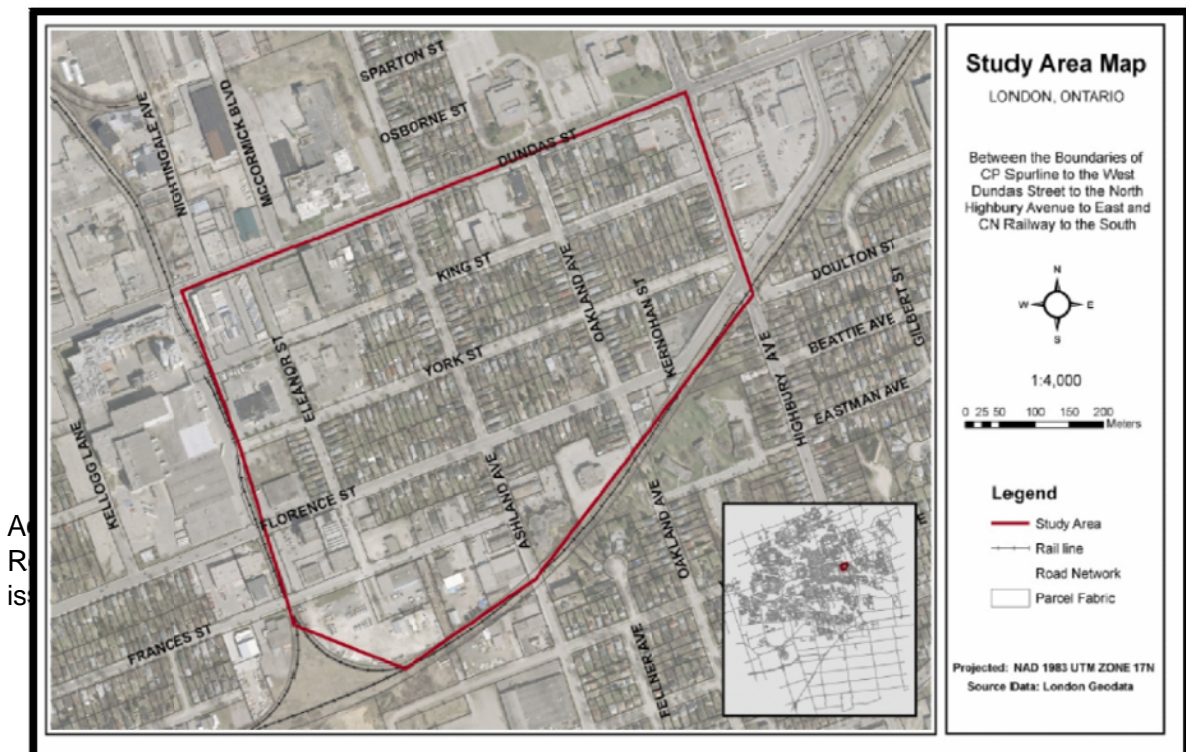 SPARTON ST
OSBORNE ST
DUNDAS ST
NIGHTINGALE AVE
MCCORMICK BLVD
KING ST
OAKLAND AVE
KERNOHAN ST
DOULTON ST
GILBERT ST
BEATTIE AVE
HIGHBURY AVE
EASTMAN AVE
YORK ST
ELEANOR ST
KELLOGG LANE
FLORENCE ST
ASHLAND AVE
OAKLAND AVE
FRANCES ST
FELLNER AVE
Study Area Map
LONDON, ONTARIO
Between the Boundaries of
CP Spurline to the West
Dundas Street to the North
Highbury Avenue to East and
CN Railway to the South
N
W E
S
1:4,000
0 25 50 100 150 200
Meters
Legend
Study Area
Rail line
Road Network
Parcel Fabric
Projected: NAD 1983 UTM ZONE 17N
Source Data: London Geodata